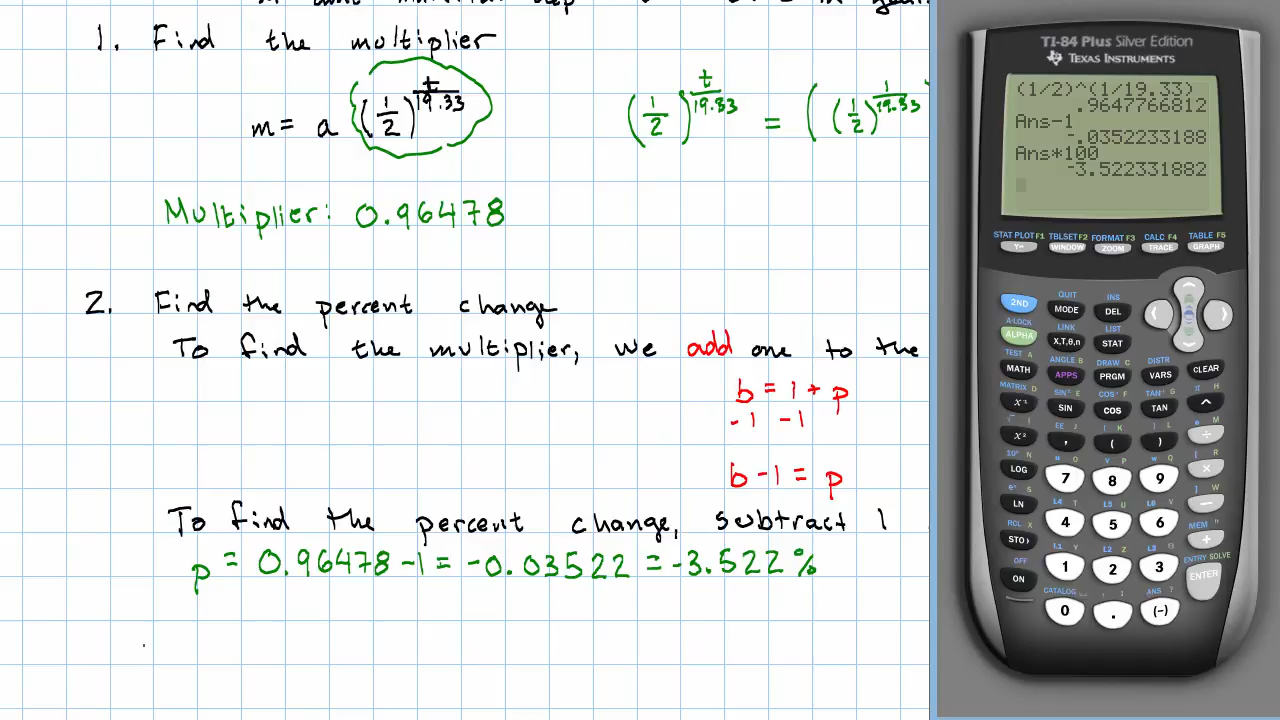 1. Find the multiplier
m = a (1/2)^(t/19.33)
(1/2)^(t/19.33) = ((1/2)^(1/19.33)
Multiplier: 0.96478
2. Find the percent change
To find the multiplier, we add one to the
b = 1 + p
-1 -1
b - 1 = p
To find the percent change, subtract 1
p = 0.96478 - 1 = -0.03522 = -3.522%
TI-84 Plus Silver Edition
TEXAS INSTRUMENTS
(1/2)^(1/19.33)
.9647766812
Ans-1
-.0352233188
Ans*100
-3.522331882
STAT PLOT F1 TBLSET F2 FORMAT F3 CALC F4 TABLE F5
Y= WINDOW ZOOM TRACE GRAPH
QUIT INS
2ND MODE DEL
A-LOCK LINK LIST
ALPHA X,T,θ,n STAT
TEST A ANGLE B DRAW C DISTR
MATH APPS PRGM VARS CLEAR
MATRIX D SIN⁻¹ E COS⁻¹ F TAN⁻¹ G π H
x⁻¹ SIN COS TAN ^
√ I EE J { K } L e M
x² , ( ) ÷
10ˣ N u O v P w Q [ R
LOG 7 8 9 ×
eˣ S L4 T L5 U L6 V ] W
LN 4 5 6 −
RCL X L1 Y L2 Z L3 θ MEM "
STO 1 2 3 +
OFF CATALOG i : ANS ? ENTRY SOLVE
ON 0 . (-) ENTER